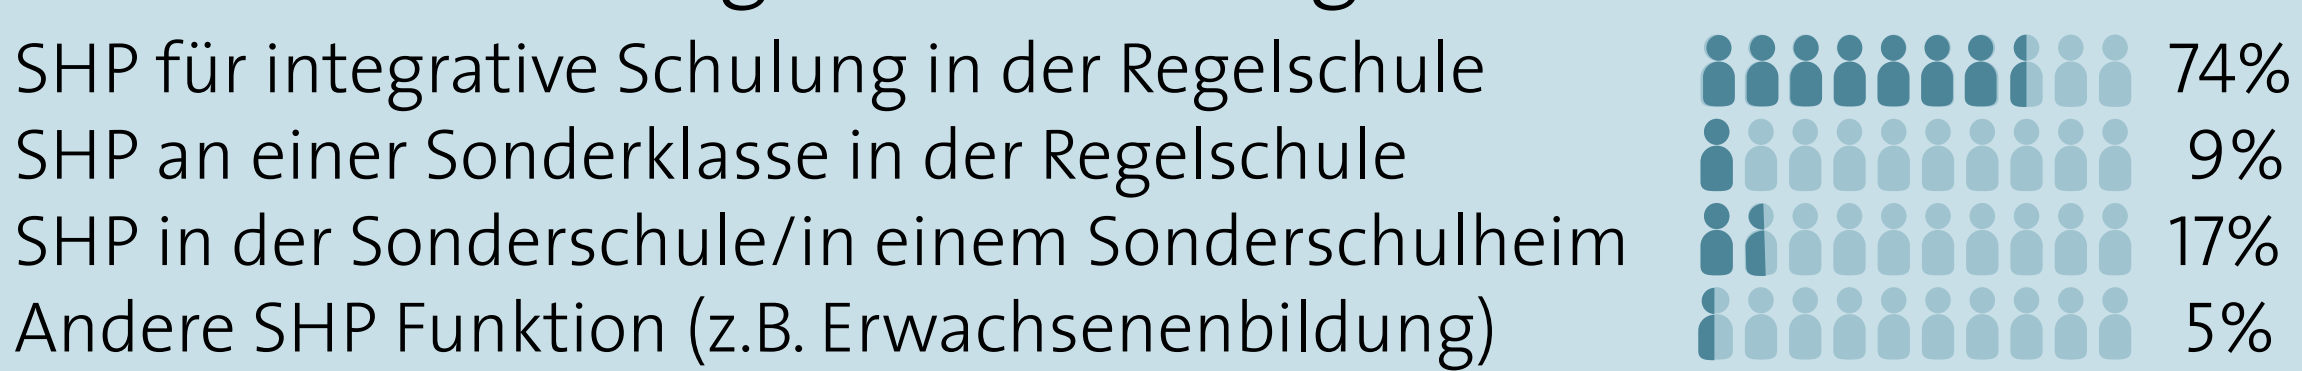 SHP für integrative Schulung in der Regelschule 74%
SHP an einer Sonderklasse in der Regelschule 9%
SHP in der Sonderschule/in einem Sonderschulheim 17%
Andere SHP Funktion (z.B. Erwachsenenbildung) 5%